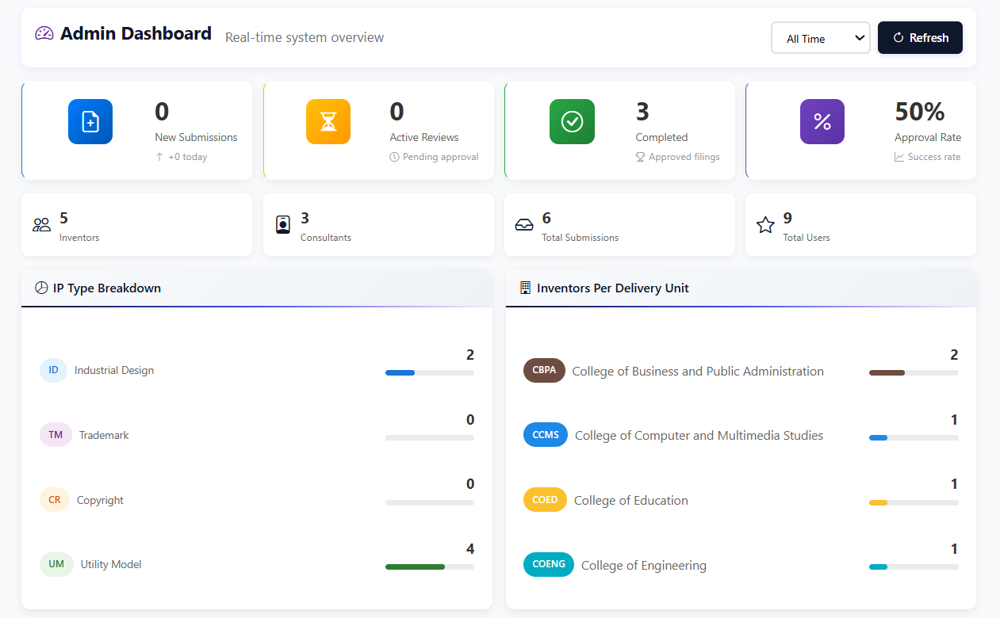 Admin Dashboard Real-time system overview
All Time
Refresh
0
New Submissions
+0 today
0
Active Reviews
Pending approval
3
Completed
Approved filings
50%
Approval Rate
Success rate
5
Inventors
3
Consultants
6
Total Submissions
9
Total Users
IP Type Breakdown
ID Industrial Design 2
TM Trademark 0
CR Copyright 0
UM Utility Model 4
Inventors Per Delivery Unit
CBPA College of Business and Public Administration 2
CCMS College of Computer and Multimedia Studies 1
COED College of Education 1
COENG College of Engineering 1